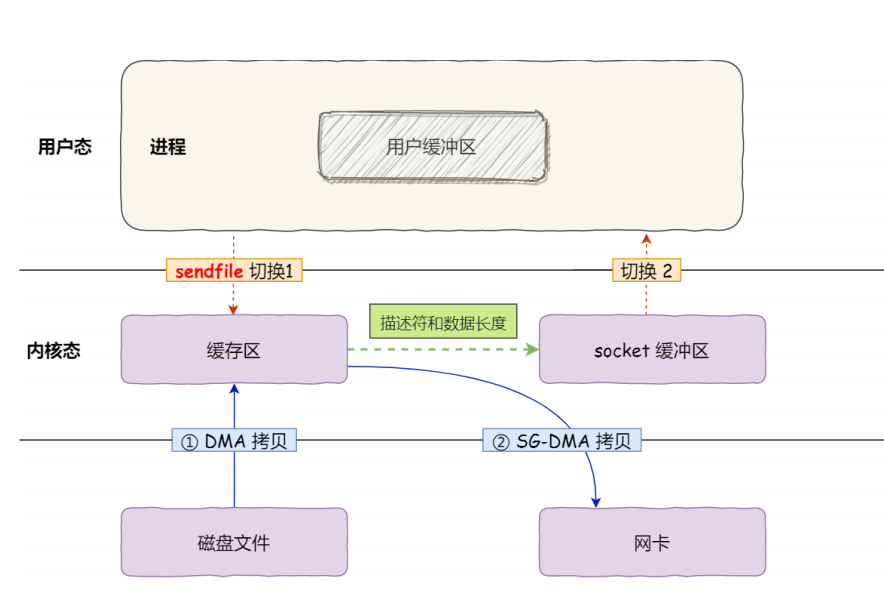 用户态
进程
用户缓冲区
sendfile 切换1
切换 2
内核态
缓存区
描述符和数据长度
socket 缓冲区
① DMA 拷贝
② SG-DMA 拷贝
磁盘文件
网卡